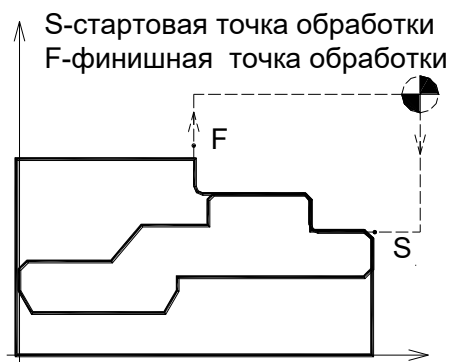 S-стартовая точка обработки
F-финишная точка обработки
F
S